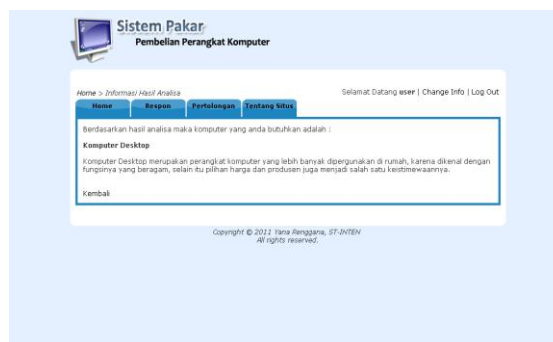 Sistem Pakar
Pembelian Perangkat Komputer
Home > Informasi Hasil Analisa
Selamat Datang user | Change Info | Log Out
Home Respon Pertolongan Tentang Situs
Berdasarkan hasil analisa maka komputer yang anda butuhkan adalah :
Komputer Desktop
Komputer Desktop merupakan perangkat komputer yang lebih banyak dipergunakan di rumah, karena dikenal dengan
fungsinya yang beragam, selain itu pilihan harga dan produsen juga menjadi salah satu keistimewaannya.
Kembali
Copyright © 2011 Yana Renggana, ST-INTEN
All rights reserved.